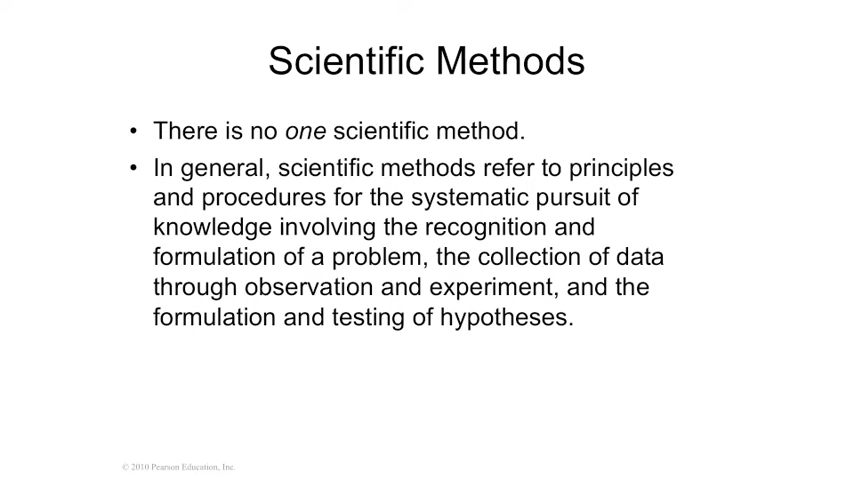 Scientific Methods
• There is no one scientific method.
• In general, scientific methods refer to principles
and procedures for the systematic pursuit of
knowledge involving the recognition and
formulation of a problem, the collection of data
through observation and experiment, and the
formulation and testing of hypotheses.
© 2010 Pearson Education, Inc.